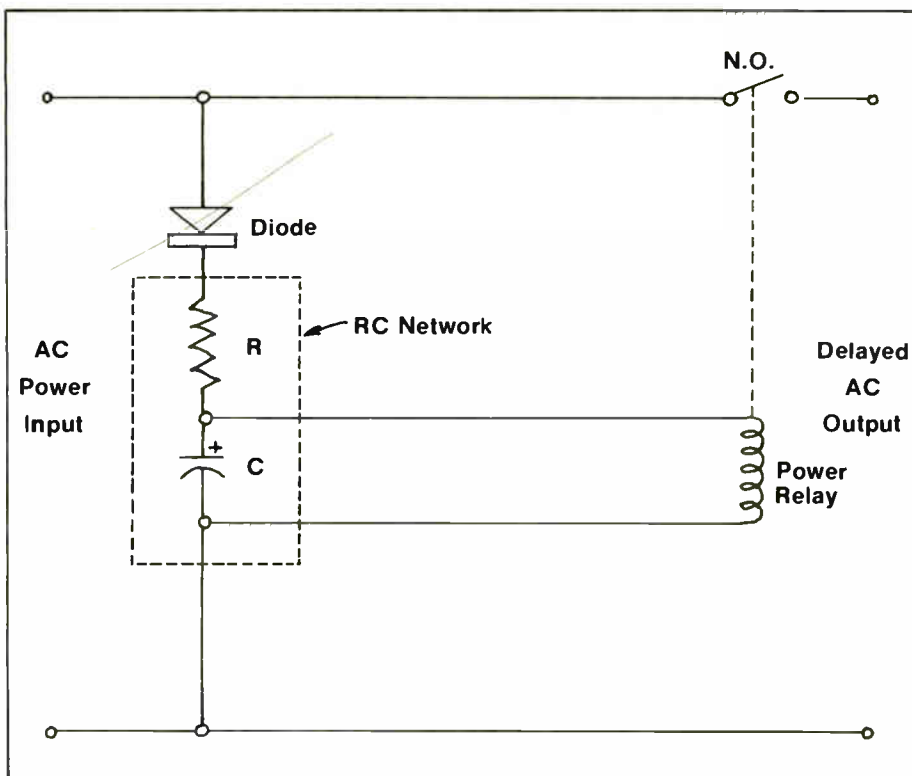 N.O.
Diode
RC Network
R
AC
Power
Input
Delayed
AC
Output
+
C
Power
Relay